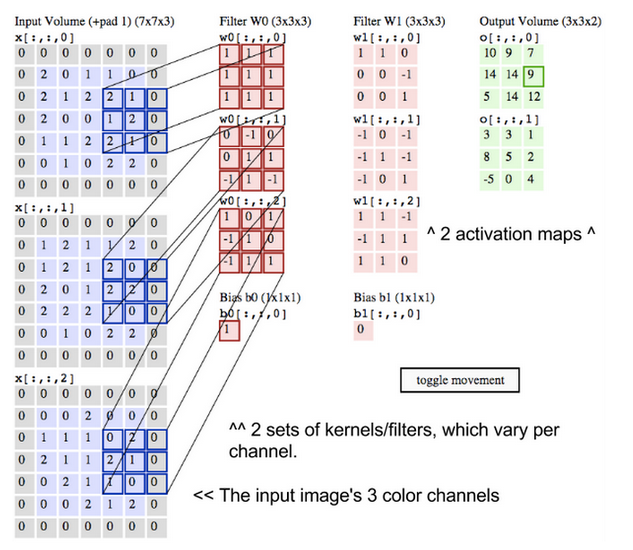 Input Volume (+pad 1) (7x7x3)
x[:,:,0]
0 0 0 0 0 0 0
0 2 0 1 1 0 0
0 2 1 2 2 1 0
0 2 0 0 1 2 0
0 1 1 2 2 1 0
0 0 1 0 2 2 0
0 0 0 0 0 0 0
x[:,:,1]
0 0 0 0 0 0 0
0 1 2 1 1 2 0
0 1 2 1 2 0 0
0 2 0 1 2 2 0
0 2 2 2 1 0 0
0 0 1 0 2 2 0
0 0 0 0 0 0 0
x[:,:,2]
0 0 0 0 0 0 0
0 0 0 2 0 0 0
0 1 1 1 0 2 0
0 2 1 1 2 1 0
0 0 2 1 1 0 0
0 0 0 2 1 2 0
0 0 0 0 0 0 0
Filter W0 (3x3x3)
w0[:,:,0]
1 1 1
1 1 1
1 1 1
w0[:,:,1]
0 -1 0
0 1 1
-1 1 -1
w0[:,:,2]
1 0 1
-1 1 0
-1 1 1
Bias b0 (1x1x1)
b0[:,:,0]
1
Filter W1 (3x3x3)
w1[:,:,0]
1 1 0
0 0 -1
0 0 1
w1[:,:,1]
-1 0 -1
-1 1 -1
-1 0 1
w1[:,:,2]
1 1 -1
-1 1 1
1 1 0
Bias b1 (1x1x1)
b1[:,:,0]
0
Output Volume (3x3x2)
o[:,:,0]
10 9 7
14 14 9
5 14 12
o[:,:,1]
3 3 1
8 5 2
-5 0 4
^ 2 activation maps ^
toggle movement
^^ 2 sets of kernels/filters, which vary per
channel.
<< The input image's 3 color channels